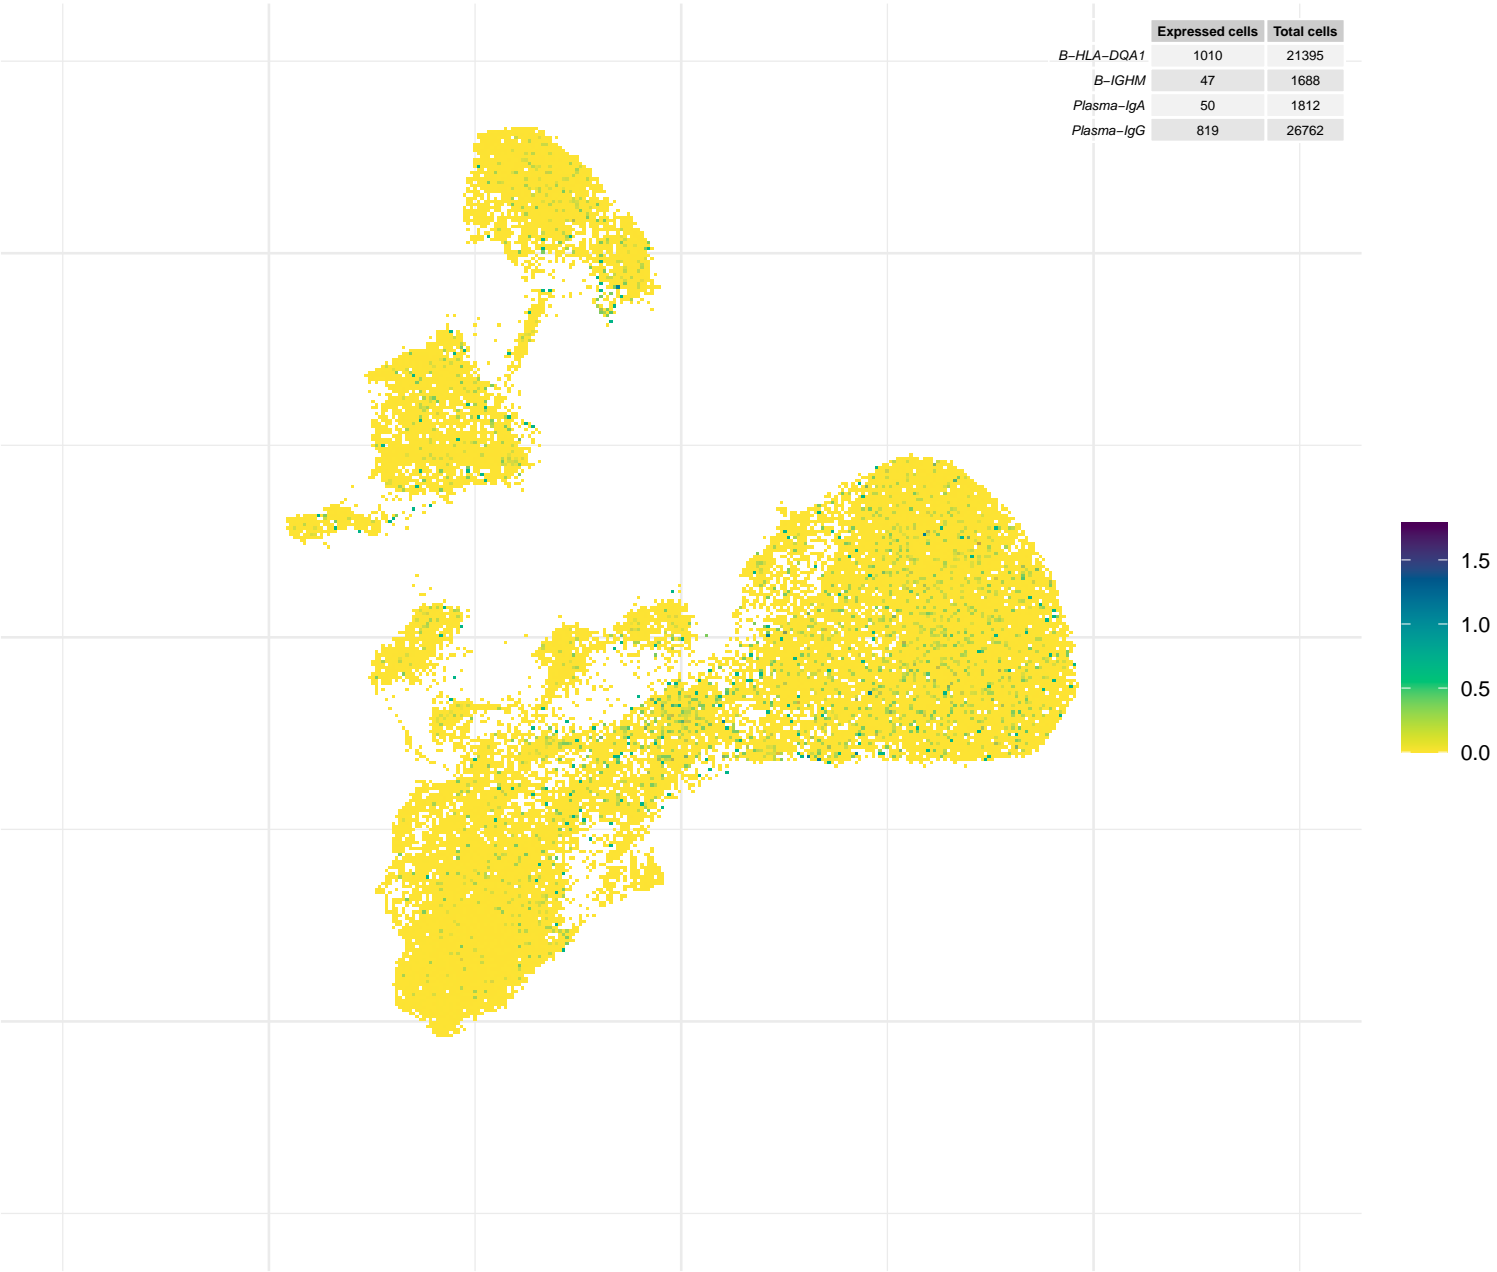 Expressed cells Total cells
B−HLA−DQA1 1010 21395
B−IGHM 47 1688
Plasma−IgA 50 1812
Plasma−IgG 819 26762
1.5
1.0
0.5
0.0